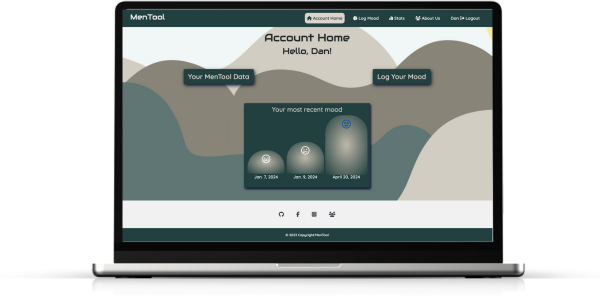 MenTool
Account Home
Log Mood
Stats
About Us
Dan Logout
Account Home
Hello, Dan!
Your MenTool Data
Log Your Mood
Your most recent mood
Jan. 7, 2024
Jan. 9, 2024
April 20, 2024
© 2023 Copyright MenTool